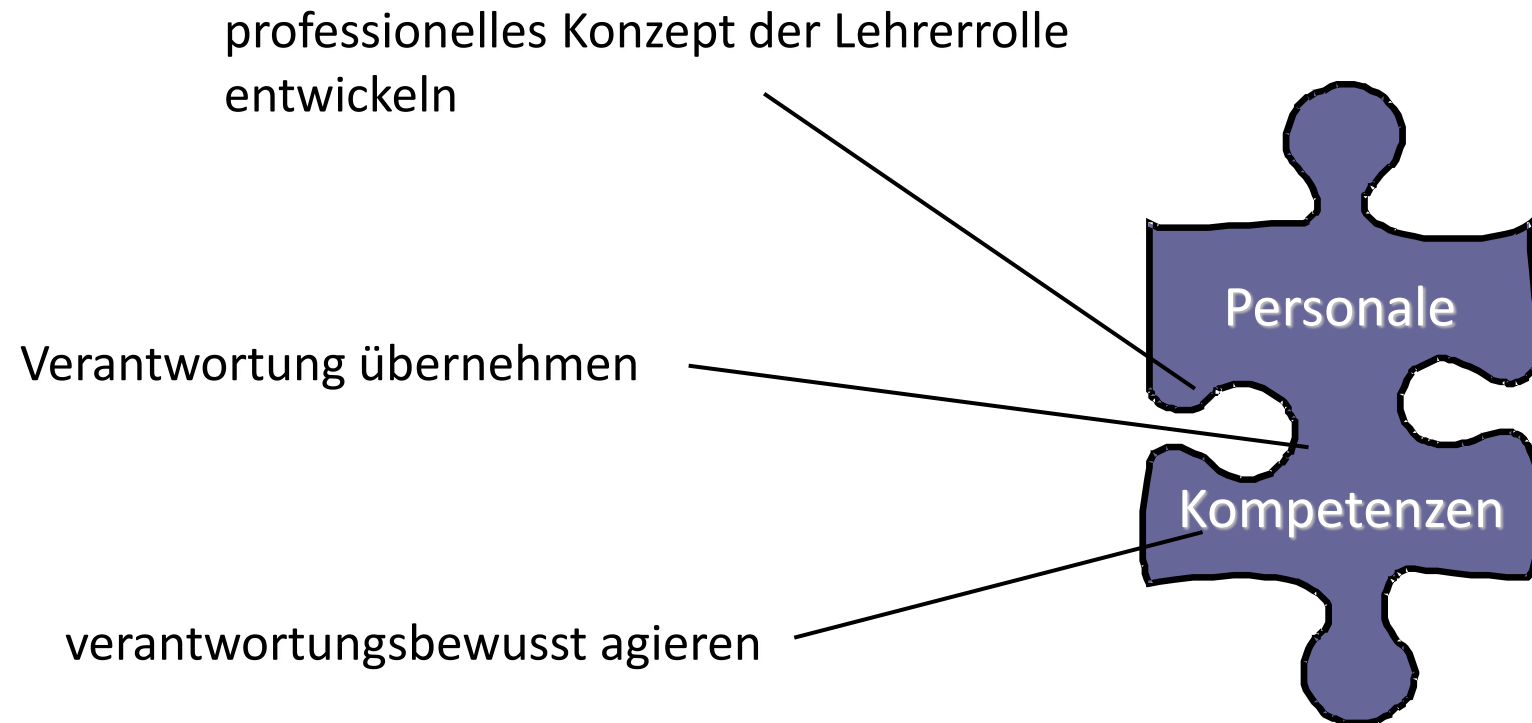 professionelles Konzept der Lehrerrolle
entwickeln
Personale
Verantwortung übernehmen
Kompetenzen
verantwortungsbewusst agieren